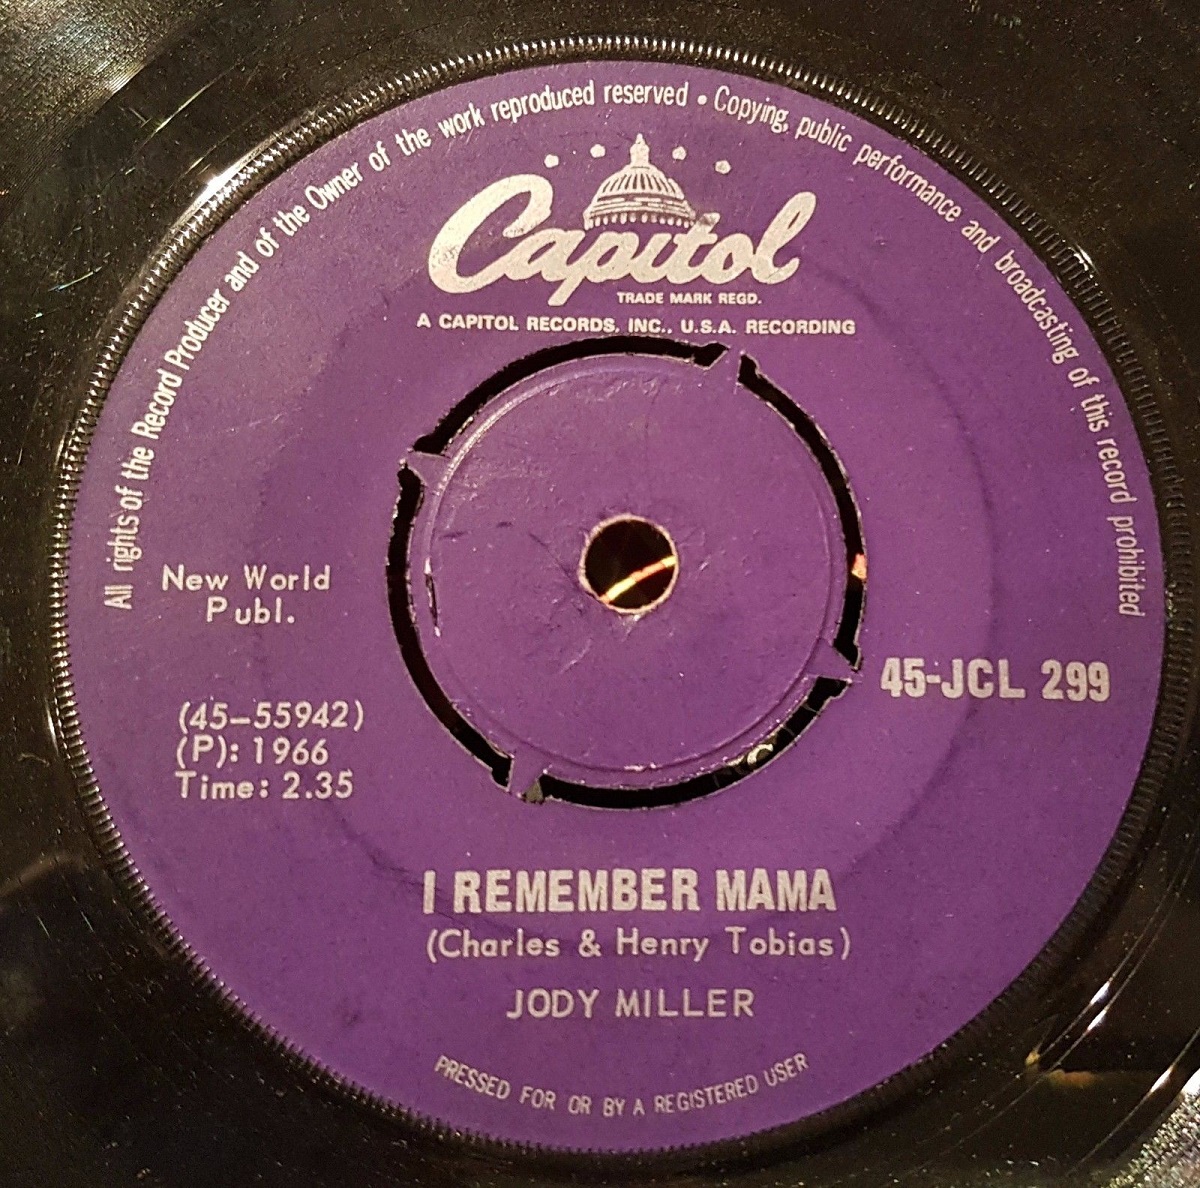 All rights of the Record Producer and of the Owner of the work reproduced reserved • Copying, public performance and broadcasting of this record prohibited
Capitol
TRADE MARK REGD.
A CAPITOL RECORDS, INC., U.S.A. RECORDING
New World
Publ.
45-JCL 299
(45-55942)
(P): 1966
Time: 2.35
I REMEMBER MAMA
(Charles & Henry Tobias)
JODY MILLER
PRESSED FOR OR BY A REGISTERED USER